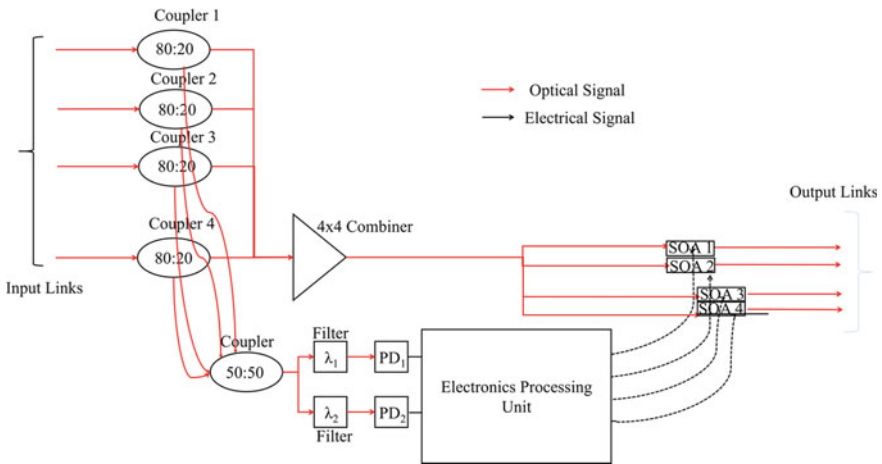 Coupler 1
80:20
Coupler 2
80:20
Coupler 3
80:20
Coupler 4
80:20
Input Links
Optical Signal
Electrical Signal
4x4 Combiner
Output Links
SOA 1
SOA 2
SOA 3
SOA 4
Coupler
50:50
Filter
λ1
PD1
λ2
PD2
Filter
Electronics Processing
Unit